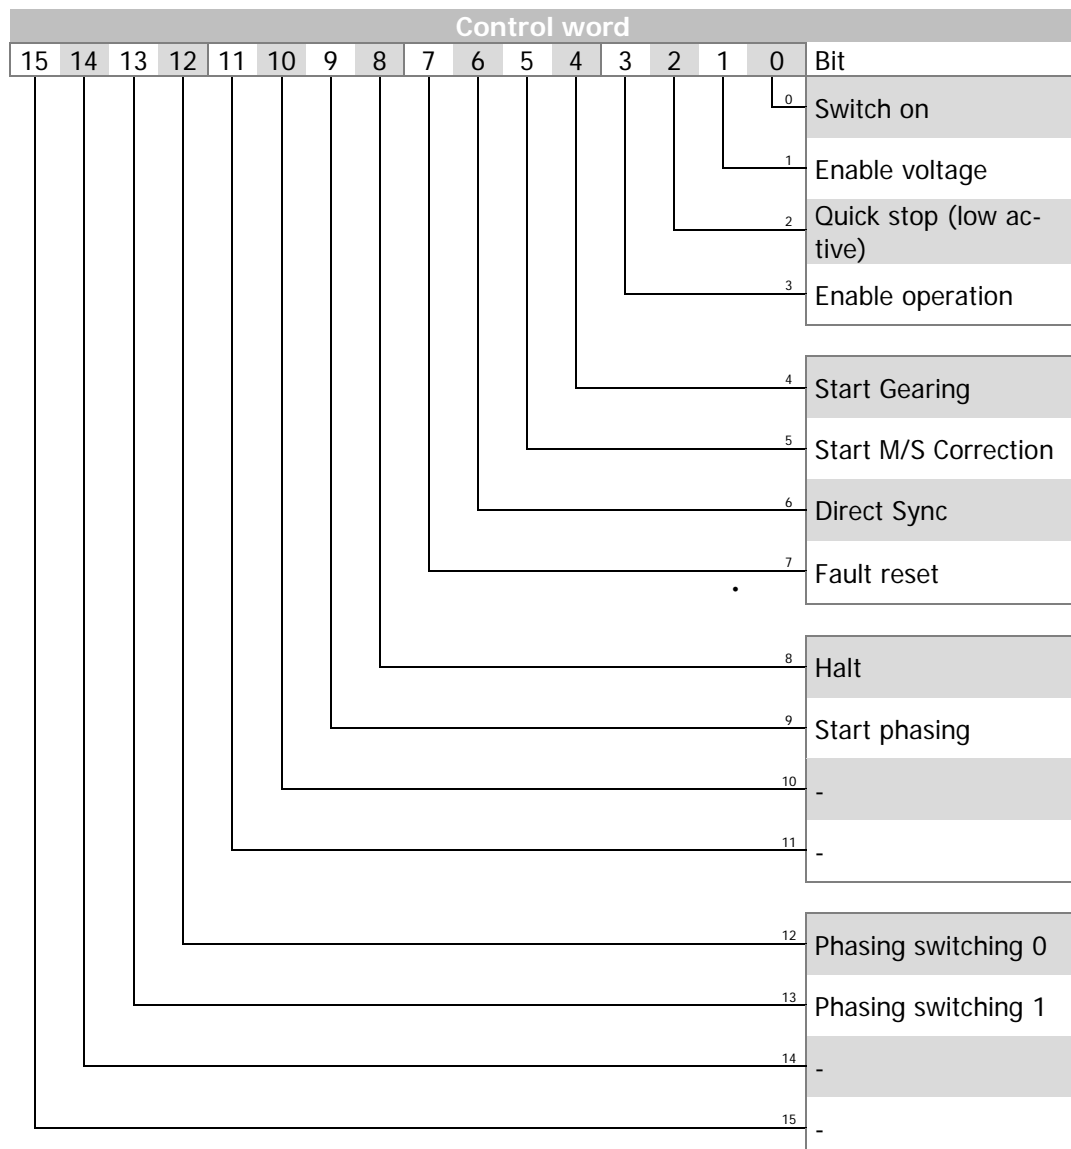 Control word
15 14 13 12 11 10 9 8 7 6 5 4 3 2 1 0 Bit
0 Switch on
1 Enable voltage
2 Quick stop (low ac-
tive)
3 Enable operation
4 Start Gearing
5 Start M/S Correction
6 Direct Sync
7 Fault reset
.
8 Halt
9 Start phasing
10 -
11 -
12 Phasing switching 0
13 Phasing switching 1
14 -
15 -